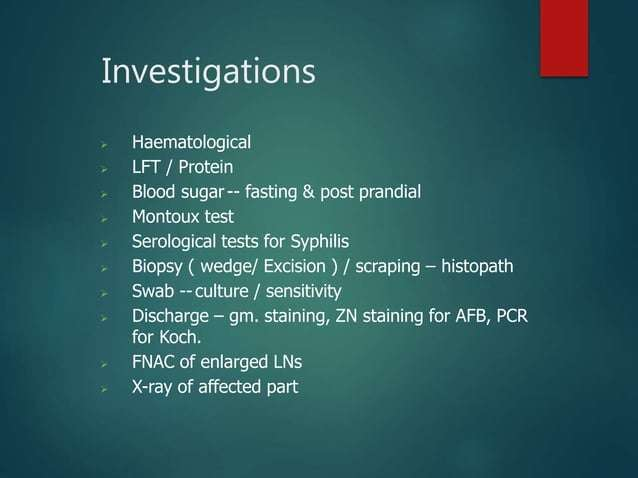 Investigations
Haematological
LFT / Protein
Blood sugar -- fasting & post prandial
Montoux test
Serological tests for Syphilis
Biopsy ( wedge/ Excision ) / scraping – histopath
Swab -- culture / sensitivity
Discharge – gm. staining, ZN staining for AFB, PCR
for Koch.
FNAC of enlarged LNs
X-ray of affected part